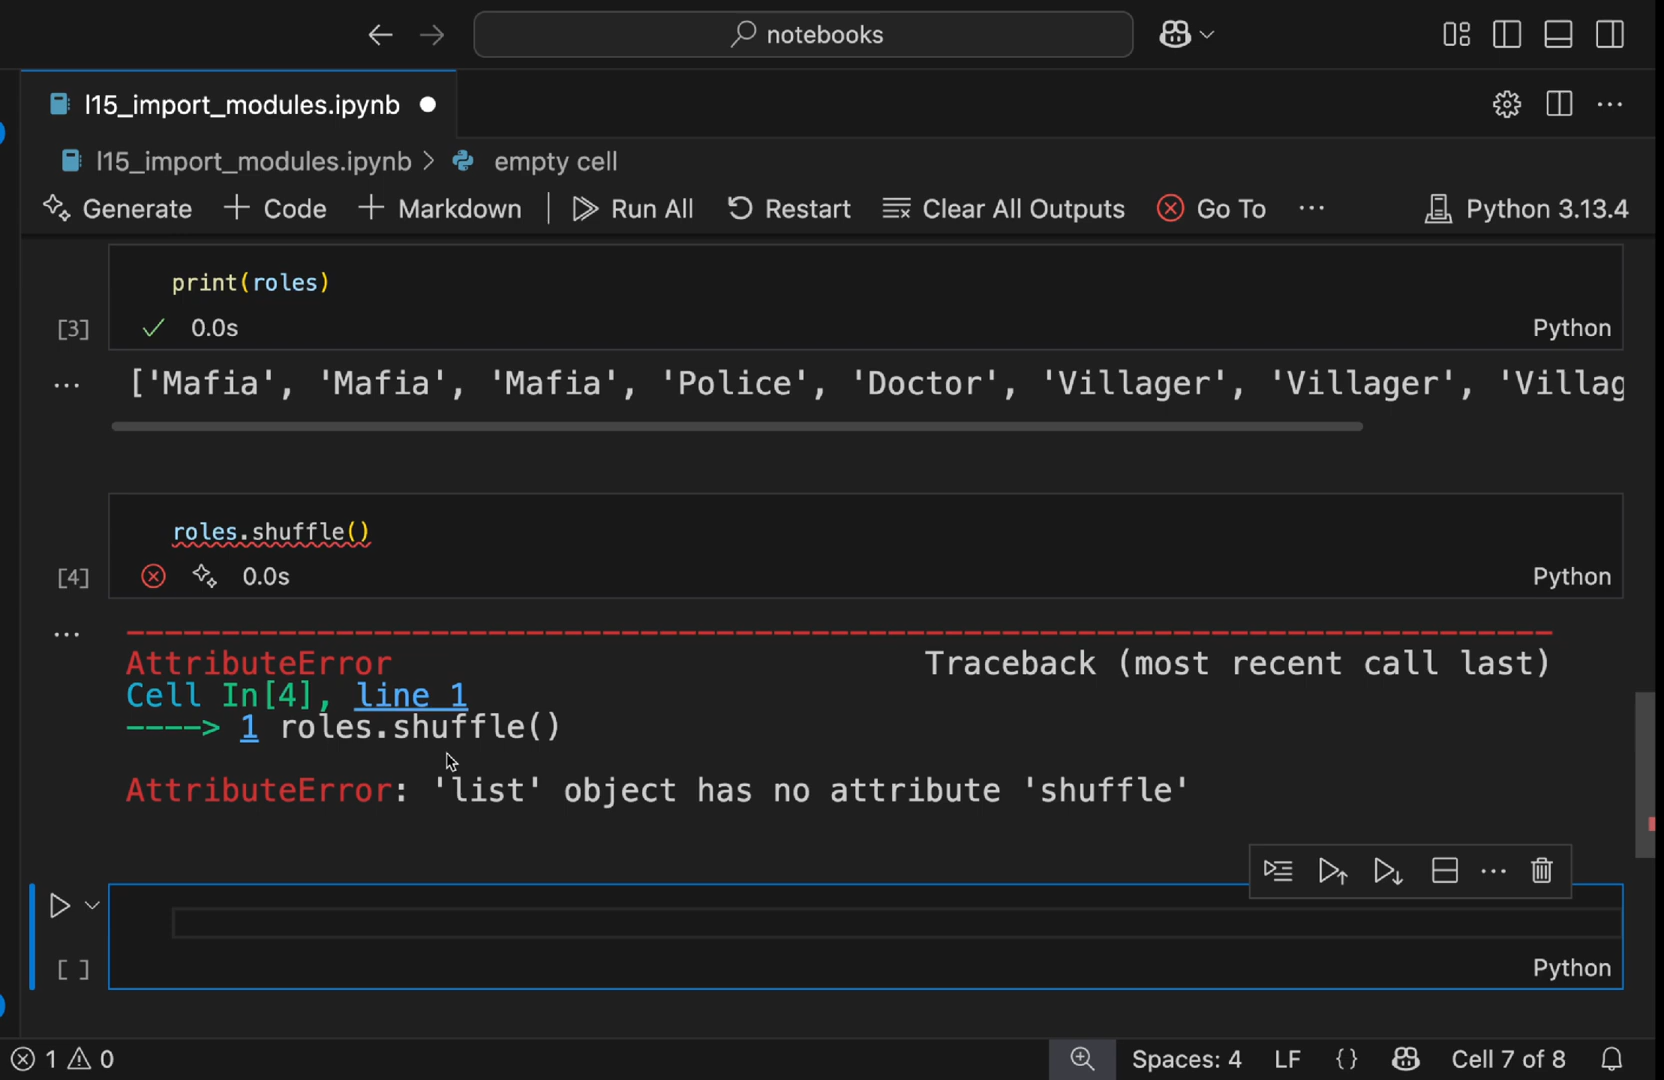 notebooks
l15_import_modules.ipynb
l15_import_modules.ipynb > empty cell
Generate + Code + Markdown Run All Restart Clear All Outputs Go To ... Python 3.13.4
print(roles)
[3] 0.0s Python
... ['Mafia', 'Mafia', 'Mafia', 'Police', 'Doctor', 'Villager', 'Villager', 'Villag
roles.shuffle()
[4] 0.0s Python
...
AttributeError Traceback (most recent call last)
Cell In[4], line 1
----> 1 roles.shuffle()
AttributeError: 'list' object has no attribute 'shuffle'
[ ] Python
1 0 Spaces: 4 LF {} Cell 7 of 8